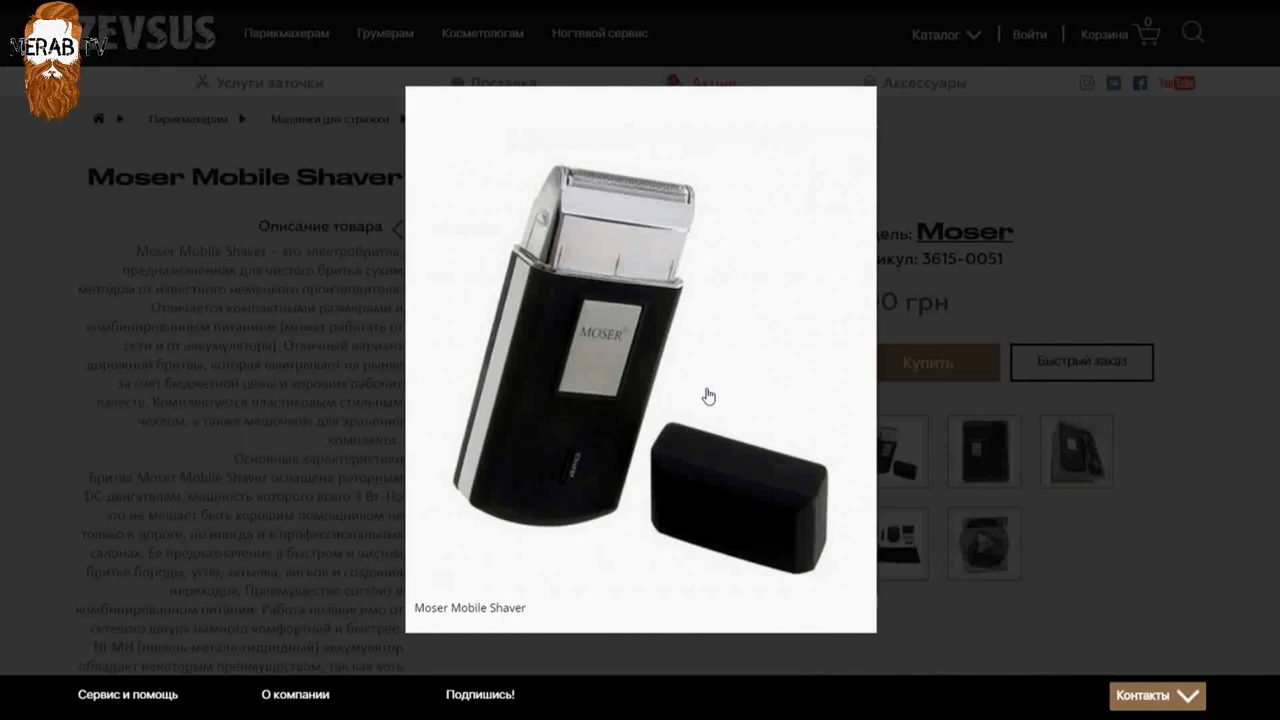 MERAB TV
ZEVSUS
Парикмахерам
Грумерам
Косметологам
Ногтевой сервис
Каталог
Войти
Корзина
0
Услуги заточки
Доставка
Акции
Аксессуары
YouTube
Парикмахерам
Машинки для стрижки
Moser Mobile Shaver
Описание товара
Moser Mobile Shaver – это электробритва,
предназначенная для чистого бритья сухим
методом от известного немецкого производителя.
Отличается компактными размерами и
комбинированным питанием (может работать от
сети и от аккумулятора). Отличный вариант
дорожной бритвы, которая выигрывает на рынке
за счет бюджетной цены и хороших рабочих
качеств. Комплектуется пластиковым стильным
чехлом, а также мешочком для хранения
комплекта.
Основные характеристики
Бритва Moser Mobile Shaver оснащена роторным
DC-двигателем, мощность которого всего 3 Вт. Но
это не мешает быть хорошим помощником не
только в дороге, но иногда и в профессиональных
салонах. Ее предназначение в быстром и чистом
бритье бороды, усов, затылка, висков и создания
переходов. Преимущество состоит в
комбинированном питании. Работа независимо от
сетевого шнура намного комфортней и быстрее.
Ni-MH (никель-металгидридный) аккумулятор
обладает некоторым преимуществом, так как хоть
MOSER
Charge
Moser Mobile Shaver
дель: Moser
икул: 3615-0051
0 грн
Купить
Быстрый заказ
Сервис и помощь
О компании
Подпишись!
Контакты